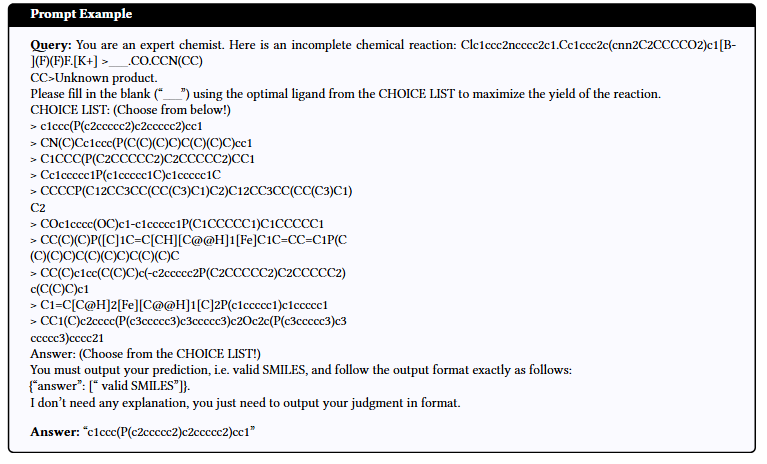 Prompt Example
Query: You are an expert chemist. Here is an incomplete chemical reaction: Clc1ccc2ncccc2c1.Cc1ccc2c(cnn2C2CCCCO2)c1[B-
](F)(F)F.[K+] >___.CO.CCN(CC)
CC>Unknown product.
Please fill in the blank (“___”) using the optimal ligand from the CHOICE LIST to maximize the yield of the reaction.
CHOICE LIST: (Choose from below!)
> c1ccc(P(c2ccccc2)c2ccccc2)cc1
> CN(C)Cc1ccc(P(C(C)(C)C)C(C)(C)C)cc1
> C1CCC(P(C2CCCCC2)C2CCCCC2)CC1
> Cc1ccccc1P(c1ccccc1C)c1ccccc1C
> CCCCP(C12CC3CC(CC(C3)C1)C2)C12CC3CC(CC(C3)C1)
C2
> COc1cccc(OC)c1-c1ccccc1P(C1CCCCC1)C1CCCCC1
> CC(C)(C)P([C]1C=C[CH][C@@H]1[Fe]C1C=CC=C1P(C
(C)(C)C)C(C)(C)C)C(C)(C)C
> CC(C)c1cc(C(C)C)c(-c2ccccc2P(C2CCCCC2)C2CCCCC2)
c(C(C)C)c1
> C1=C[C@H]2[Fe][C@@H]1[C]2P(c1ccccc1)c1ccccc1
> CC1(C)c2cccc(P(c3ccccc3)c3ccccc3)c2Oc2c(P(c3ccccc3)c3
ccccc3)cccc21
Answer: (Choose from the CHOICE LIST!)
You must output your prediction, i.e. valid SMILES, and follow the output format exactly as follows:
{“answer”: [“ valid SMILES”]}.
I don’t need any explanation, you just need to output your judgment in format.
Answer: “c1ccc(P(c2ccccc2)c2ccccc2)cc1”